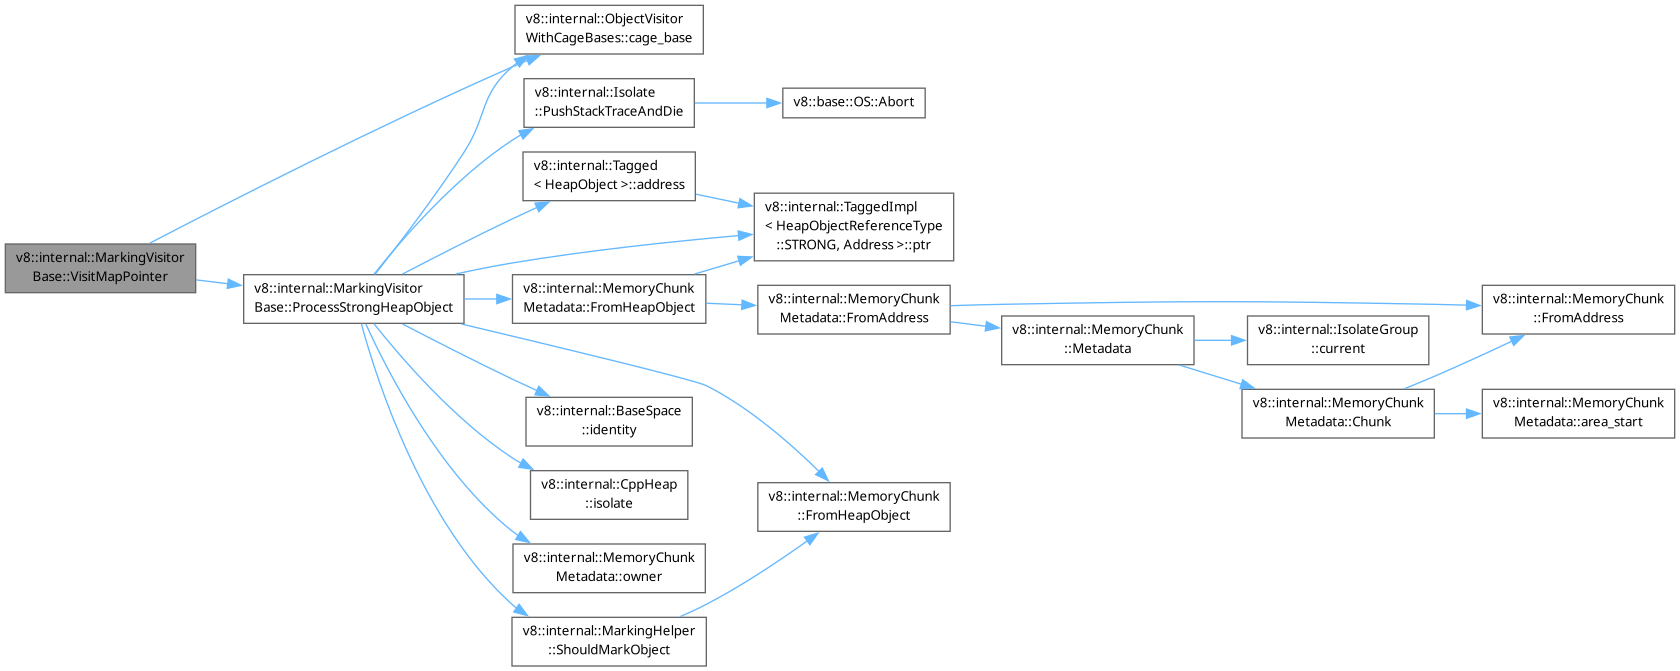 v8::internal::ObjectVisitor
WithCageBases::cage_base
v8::internal::Isolate
::PushStackTraceAndDie
v8::base::OS::Abort
v8::internal::Tagged
< HeapObject >::address
v8::internal::TaggedImpl
< HeapObjectReferenceType
::STRONG, Address >::ptr
v8::internal::MarkingVisitor
Base::VisitMapPointer
v8::internal::MarkingVisitor
Base::ProcessStrongHeapObject
v8::internal::MemoryChunk
Metadata::FromHeapObject
v8::internal::MemoryChunk
Metadata::FromAddress
v8::internal::MemoryChunk
::Metadata
v8::internal::IsolateGroup
::current
v8::internal::MemoryChunk
::FromAddress
v8::internal::MemoryChunk
Metadata::Chunk
v8::internal::MemoryChunk
Metadata::area_start
v8::internal::BaseSpace
::identity
v8::internal::CppHeap
::isolate
v8::internal::MemoryChunk
::FromHeapObject
v8::internal::MemoryChunk
Metadata::owner
v8::internal::MarkingHelper
::ShouldMarkObject